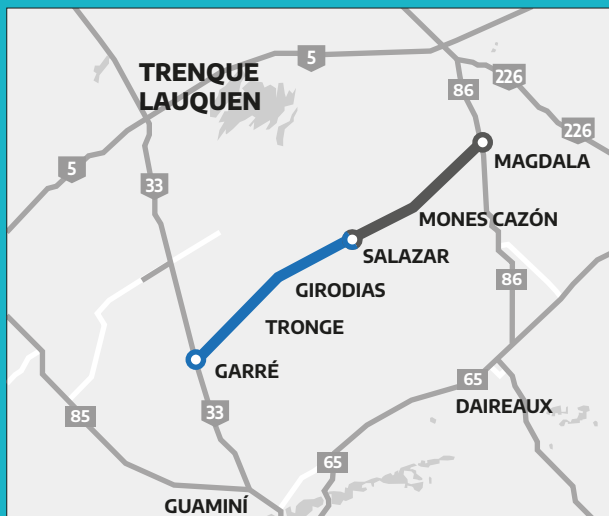 5
TRENQUE
LAUQUEN
226
86
226
5
MAGDALA
33
MONES CAZÓN
SALAZAR
86
GIRODIAS
TRONGE
GARRÉ
65
DAIREAUX
33
85
65
GUAMINÍ